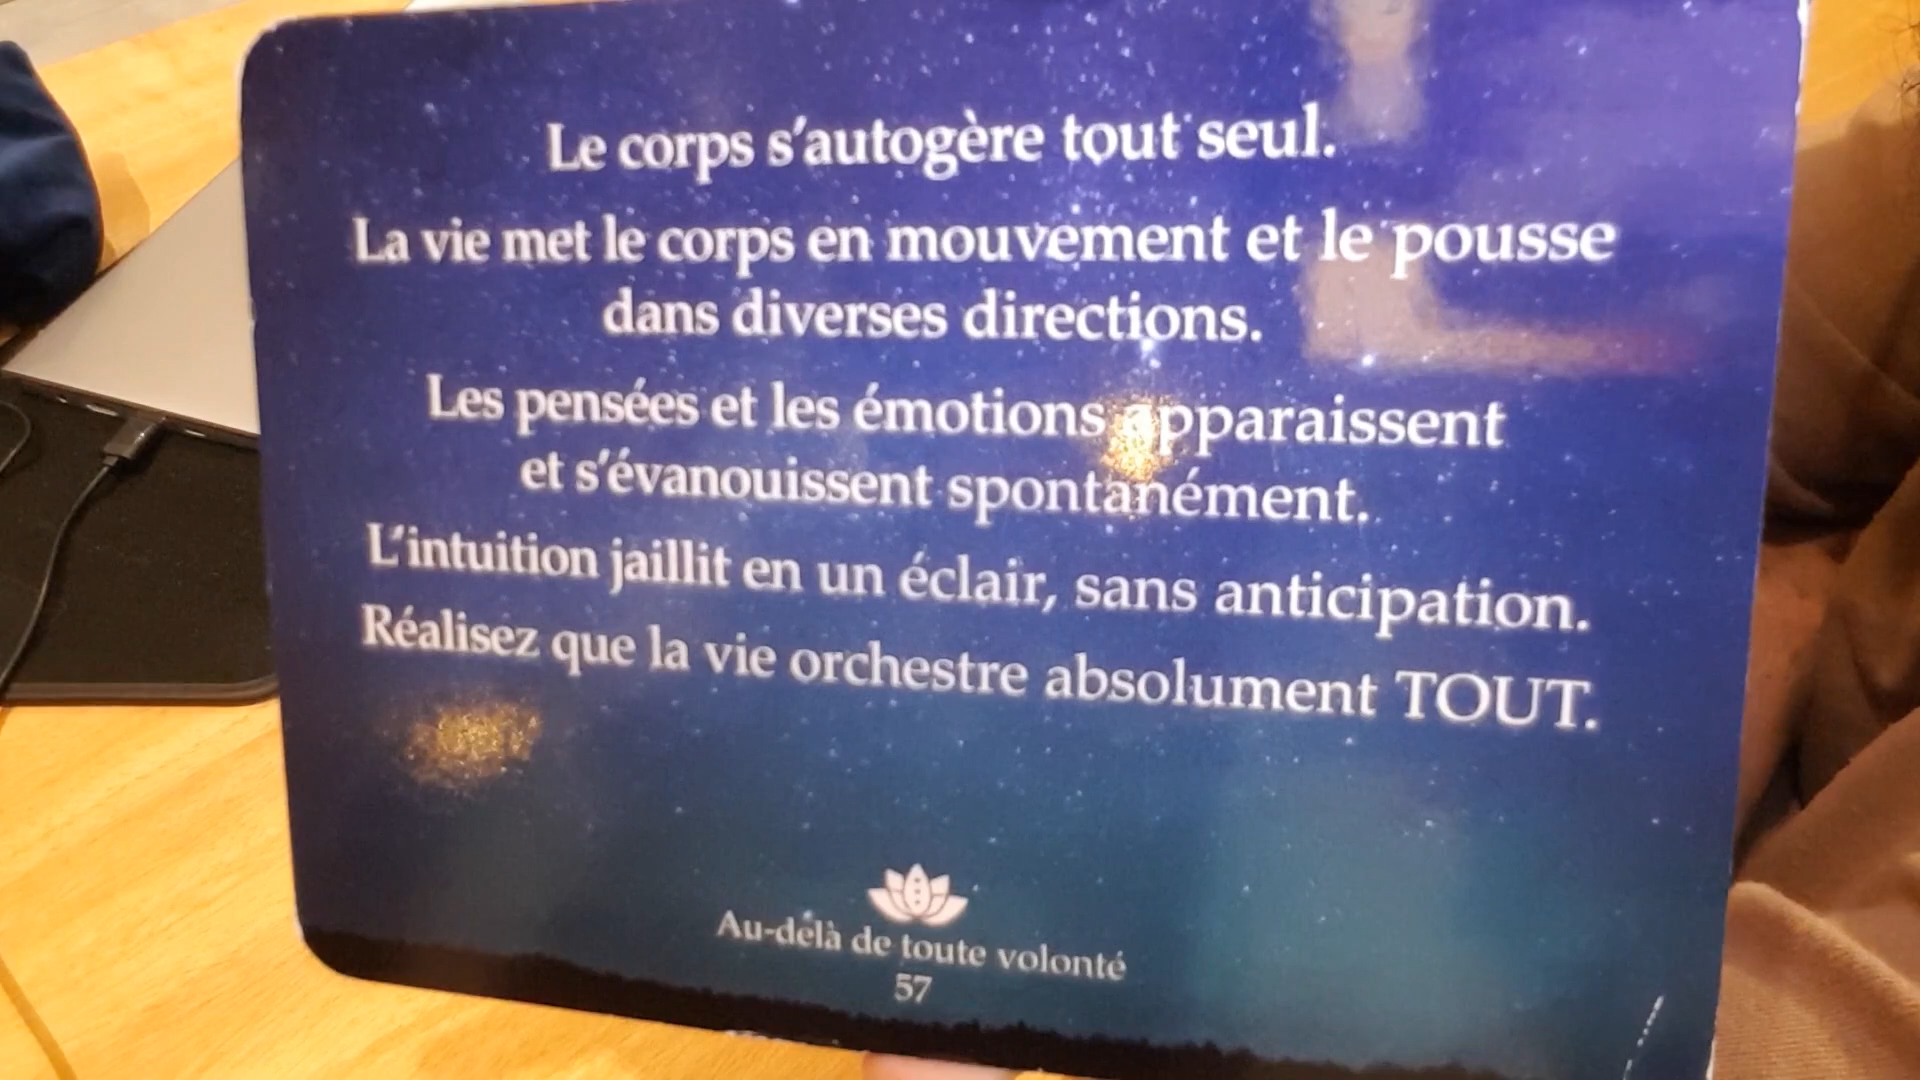 Le corps s'autogère tout seul.
La vie met le corps en mouvement et le pousse
dans diverses directions.
Les pensées et les émotions apparaissent
et s'évanouissent spontanément.
L'intuition jaillit en un éclair, sans anticipation.
Réalisez que la vie orchestre absolument TOUT.
Au-délà de toute volonté
57